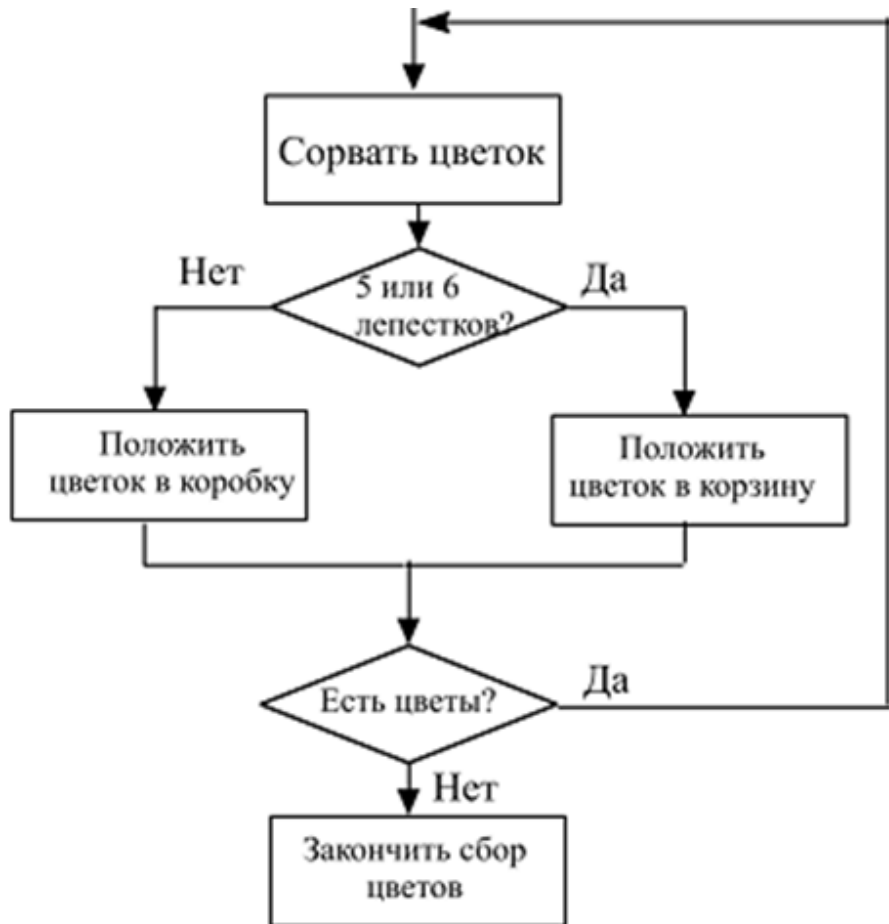 Сорвать цветок
Нет
5 или 6
лепестков?
Да
Положить
цветок в коробку
Положить
цветок в корзину
Есть цветы?
Да
Нет
Закончить сбор
цветов